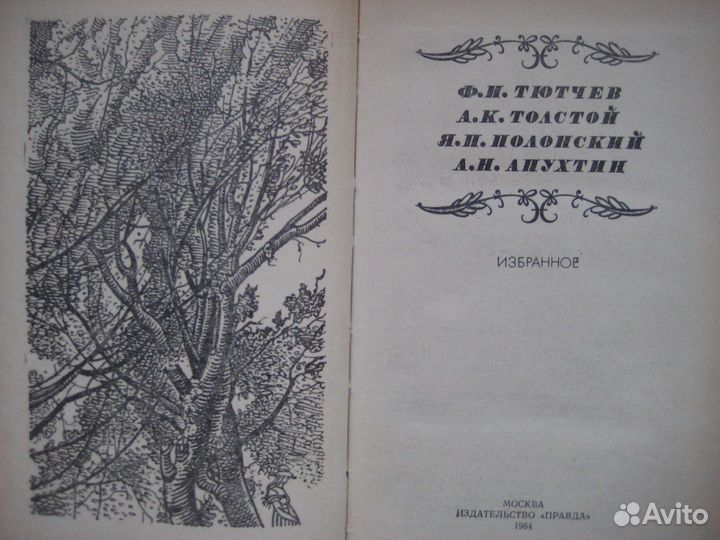 Ф.И. ТЮТЧЕВ
А.К. ТОЛСТОЙ
Я.П. ПОЛОНСКИЙ
А.Н. АПУХТИН
ИЗБРАННОЕ
МОСКВА
ИЗДАТЕЛЬСТВО «ПРАВДА»
1984
Avito